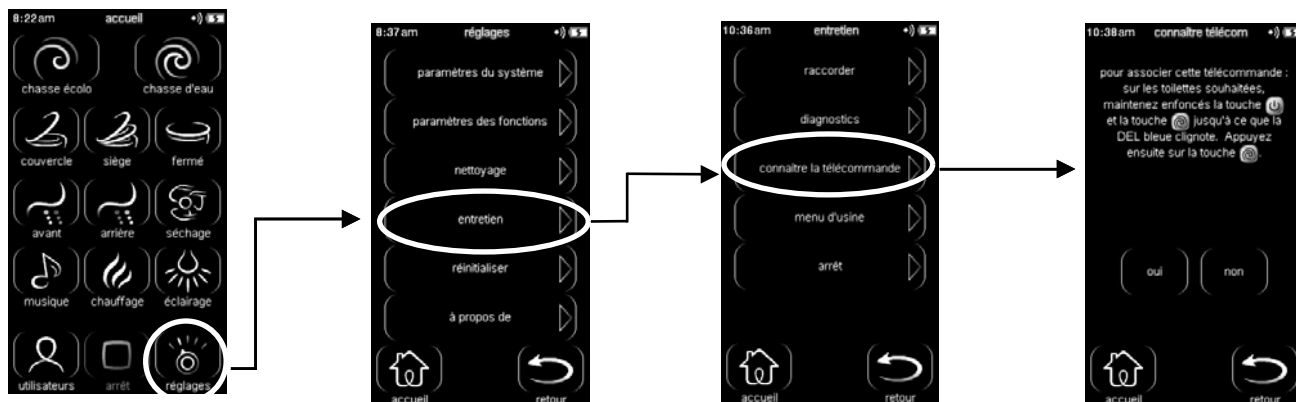 8:22am accueil
chasse écolo chasse d'eau
couvercle siège fermé
avant arrière séchage
musique chauffage éclairage
utilisateurs arrêt réglages
8:37am réglages
paramètres du système
paramètres des fonctions
nettoyage
entretien
réinitialiser
à propos de
accueil retour
10:36am entretien
raccorder
diagnostics
connaître la télécommande
menu d'usine
arrêt
accueil retour
10:38am connaître télécom
pour associer cette télécommande :
sur les toilettes souhaitées,
maintenez enfoncés la touche
et la touche jusqu'à ce que la
DEL bleue clignote. Appuyez
ensuite sur la touche .
oui non
accueil retour